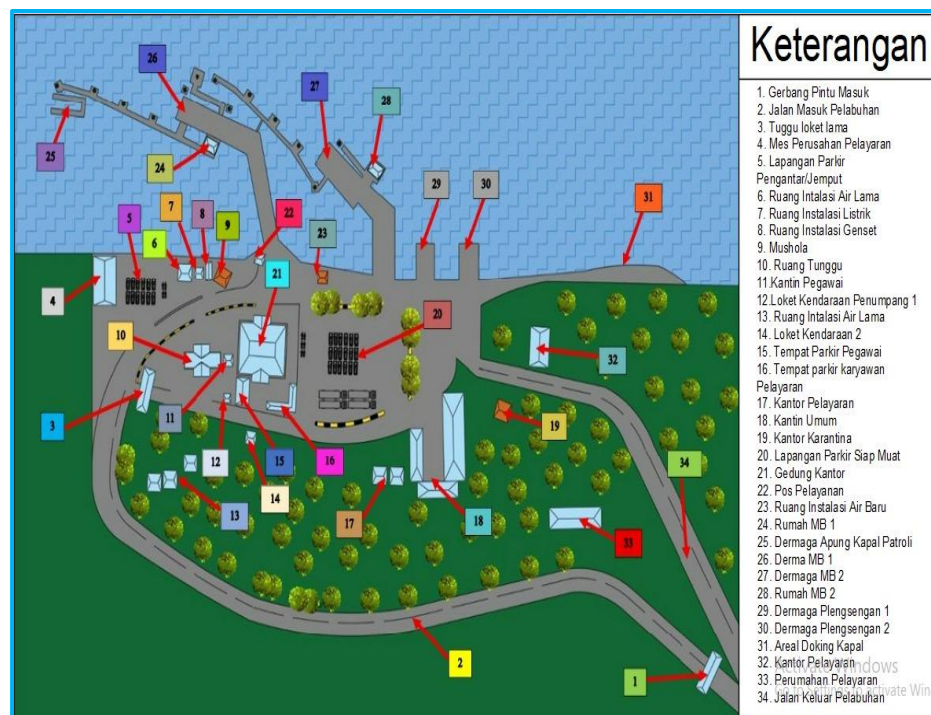 Keterangan
1. Gerbang Pintu Masuk
2. Jalan Masuk Pelabuhan
3. Tuggu loket lama
4. Mes Perusahan Pelayaran
5. Lapangan Parkir
Pengantar/Jemput
6. Ruang Intalasi Air Lama
7. Ruang Instalasi Listrik
8. Ruang Instalasi Genset
9. Mushola
10. Ruang Tunggu
11.Kantin Pegawai
12.Loket Kendaraan Penumpang 1
13. Ruang Intalasi Air Lama
14. Loket Kendaraan 2
15. Tempat Parkir Pegawai
16. Tempat parkir karyawan
Pelayaran
17. Kantor Pelayaran
18. Kantin Umum
19. Kantor Karantina
20. Lapangan Parkir Siap Muat
21. Gedung Kantor
22. Pos Pelayanan
23. Ruang Instalasi Air Baru
24. Rumah MB 1
25. Dermaga Apung Kapal Patroli
26. Derma MB 1
27. Dermaga MB 2
28. Rumah MB 2
29. Dermaga Plengsengan 1
30. Dermaga Plengsengan 2
31. Areal Doking Kapal
32. Kantor Pelayaran
33. Perumahan Pelayaran
34. Jalan Keluar Pelabuhan
Activate Windows
Go to Settings to activate Win
26
27
28
25
24
29
30
31
5
7
8
9
22
23
6
21
4
20
10
32
3
11
19
12
15
16
34
14
13
17
18
33
2
1